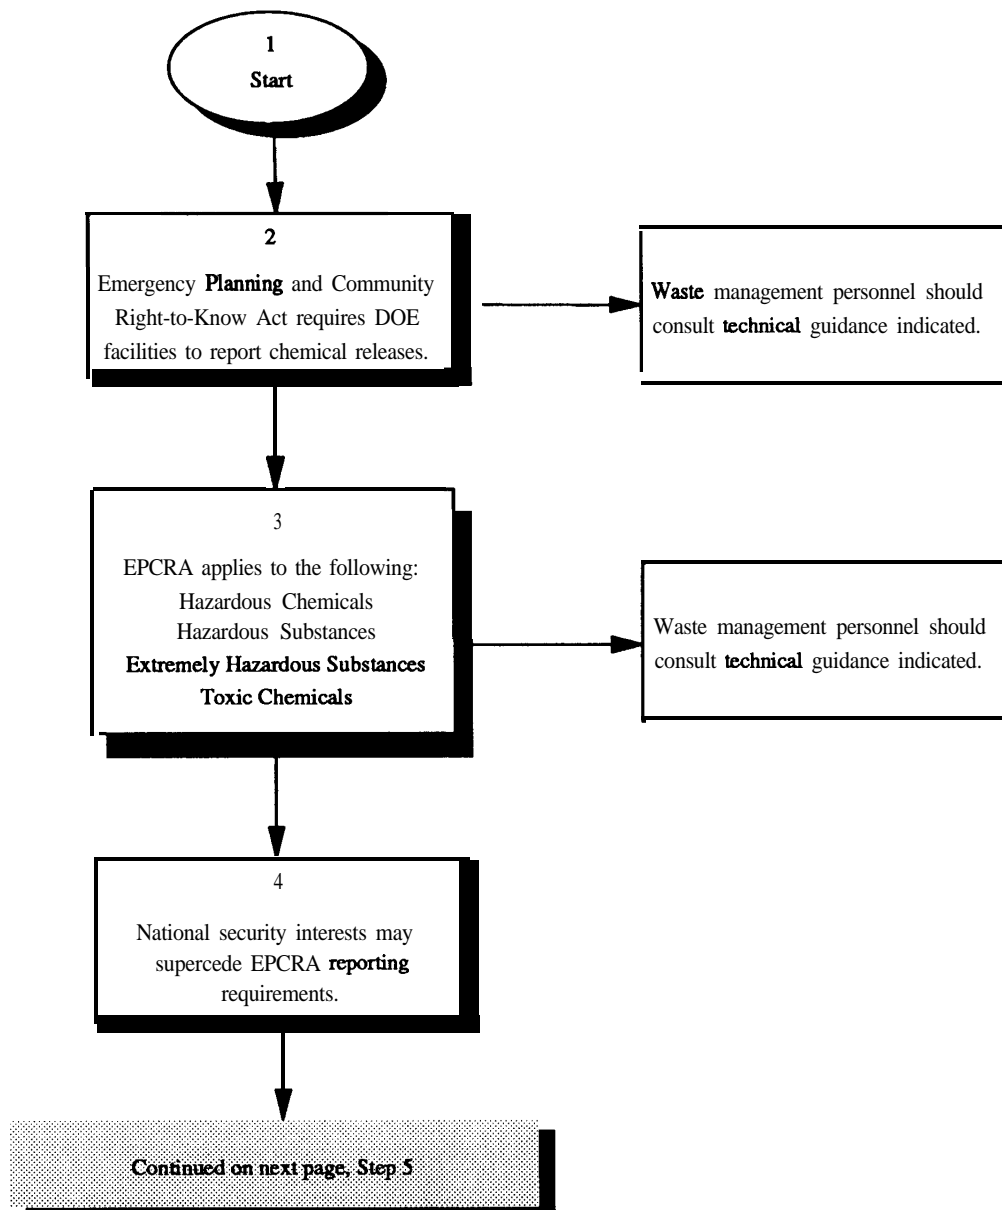 1
Start
2
Emergency Planning and Community
Right-to-Know Act requires DOE
facilities to report chemical releases.
Waste management personnel should
consult technical guidance indicated.
3
EPCRA applies to the following:
Hazardous Chemicals
Hazardous Substances
Extremely Hazardous Substances
Toxic Chemicals
Waste management personnel should
consult technical guidance indicated.
4
National security interests may
supercede EPCRA reporting
requirements.
Continued on next page, Step 5